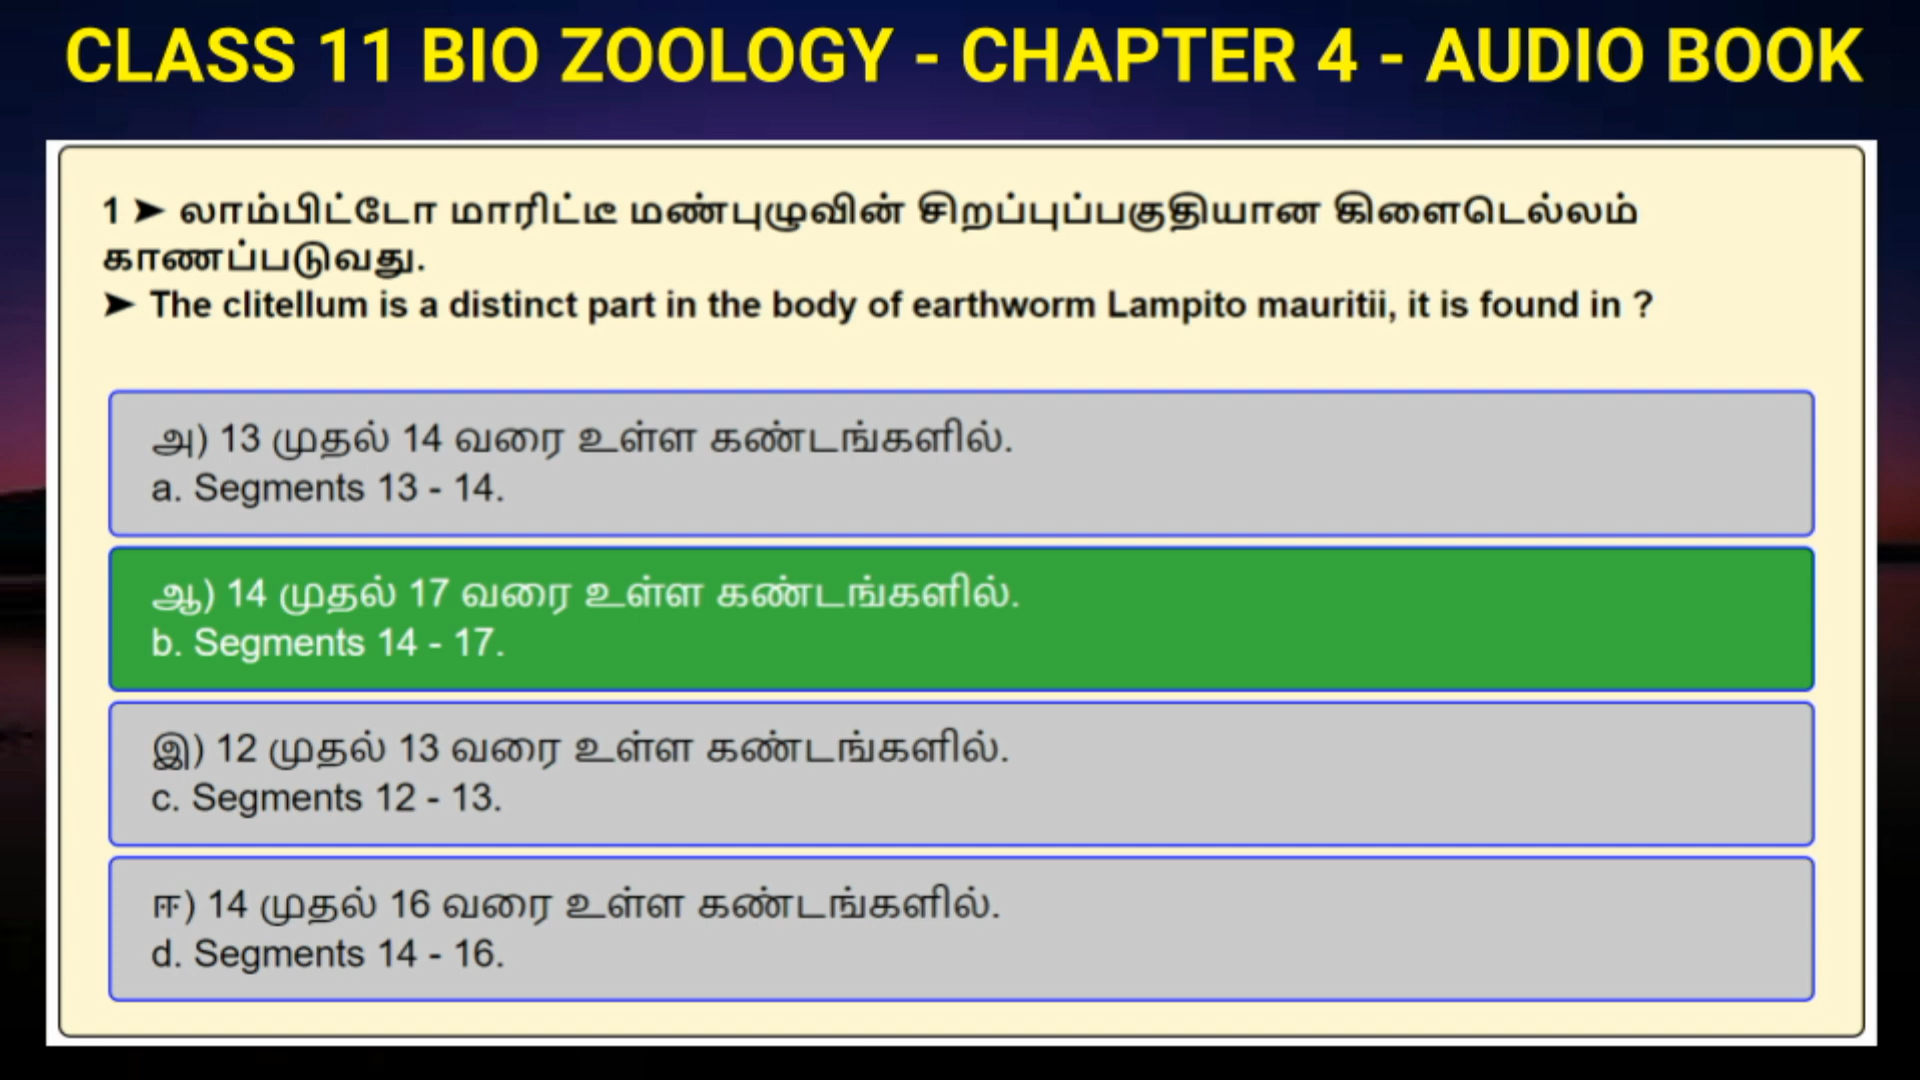 CLASS 11 BIO ZOOLOGY - CHAPTER 4 - AUDIO BOOK
1 ➤ லாம்பிட்டோ மாரிட்டீ மண்புழுவின் சிறப்புப்பகுதியான கிளைடெல்லம்
காணப்படுவது.
➤ The clitellum is a distinct part in the body of earthworm Lampito mauritii, it is found in ?
அ) 13 முதல் 14 வரை உள்ள கண்டங்களில்.
a. Segments 13 - 14.
ஆ) 14 முதல் 17 வரை உள்ள கண்டங்களில்.
b. Segments 14 - 17.
இ) 12 முதல் 13 வரை உள்ள கண்டங்களில்.
c. Segments 12 - 13.
ஈ) 14 முதல் 16 வரை உள்ள கண்டங்களில்.
d. Segments 14 - 16.